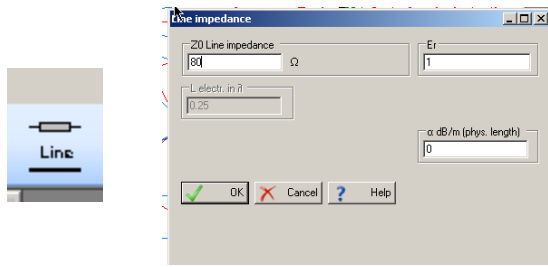 Line
Line impedance
Z0 Line impedance
80
Ω
Er
1
L electr. in λ
0.25
α dB/m (phys. length)
0
OK
Cancel
? Help